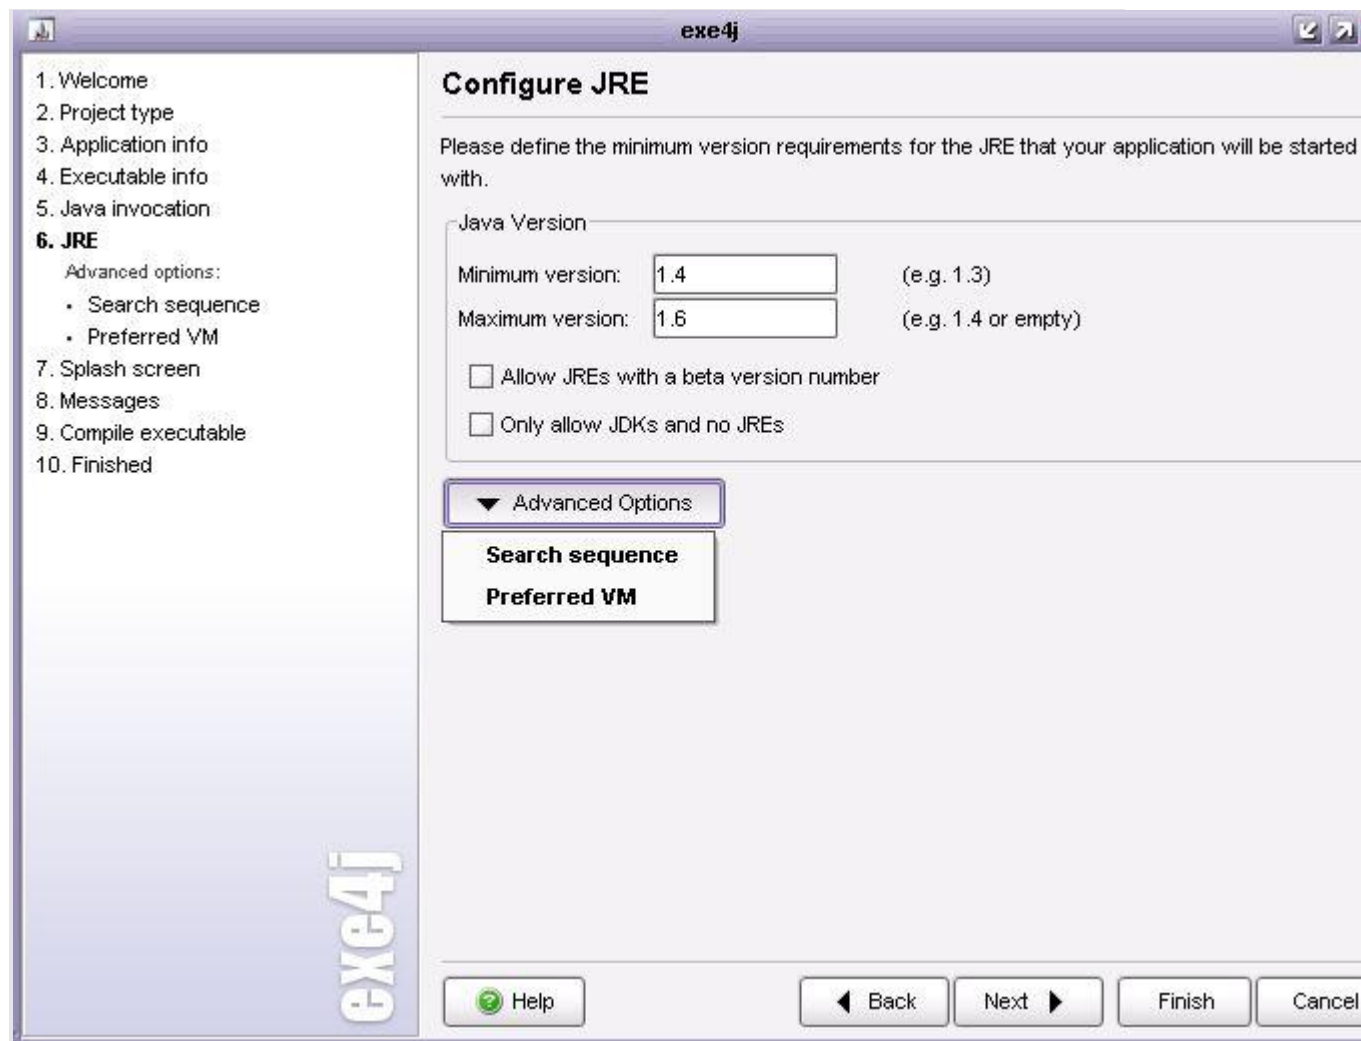 exe4j
1. Welcome
2. Project type
3. Application info
4. Executable info
5. Java invocation
6. JRE
Advanced options:
• Search sequence
• Preferred VM
7. Splash screen
8. Messages
9. Compile executable
10. Finished
exe4j
Configure JRE
Please define the minimum version requirements for the JRE that your application will be started
with.
Java Version
Minimum version: 1.4 (e.g. 1.3)
Maximum version: 1.6 (e.g. 1.4 or empty)
Allow JREs with a beta version number
Only allow JDKs and no JREs
Advanced Options
Search sequence
Preferred VM
Help Back Next Finish Cancel